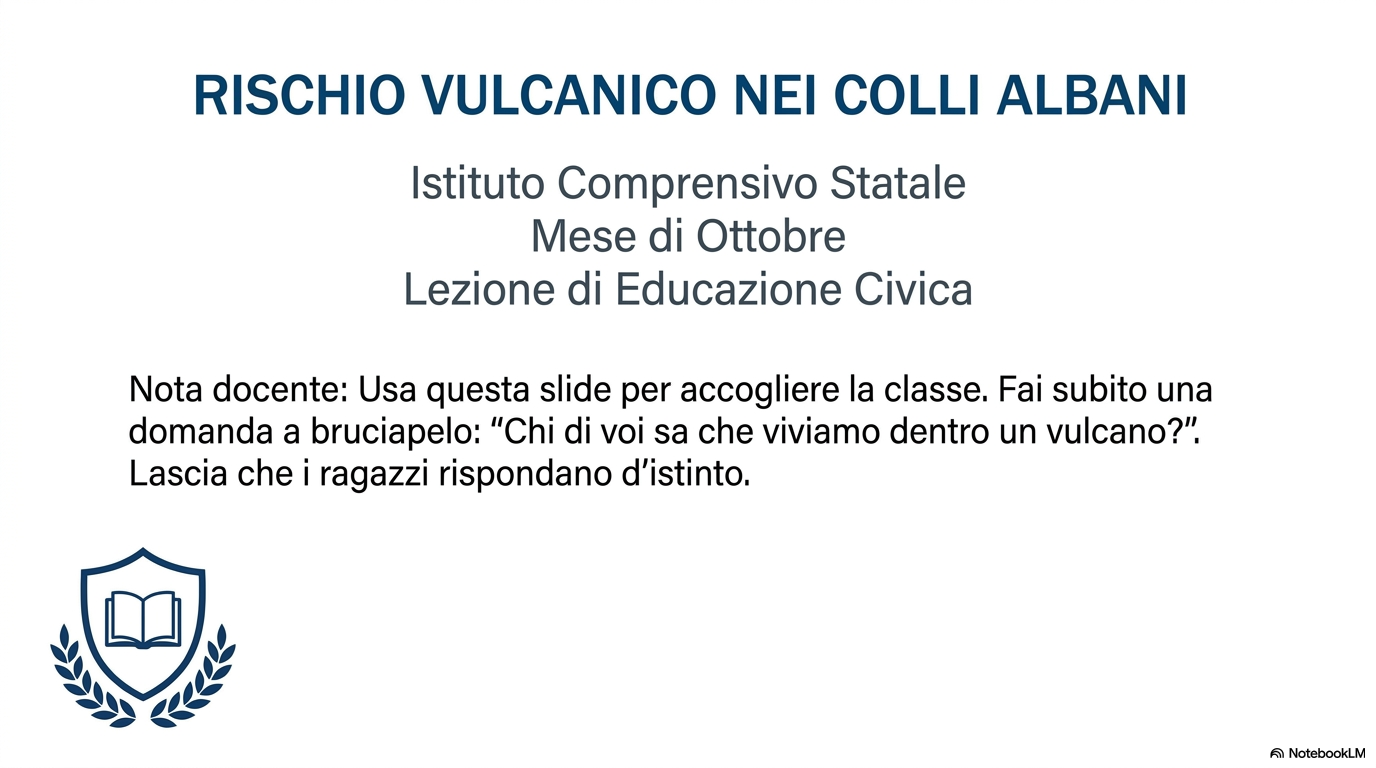 RISCHIO VULCANICO NEI COLLI ALBANI
Istituto Comprensivo Statale
Mese di Ottobre
Lezione di Educazione Civica
Nota docente: Usa questa slide per accogliere la classe. Fai subito una
domanda a bruciapelo: “Chi di voi sa che viviamo dentro un vulcano?”.
Lascia che i ragazzi rispondano d’istinto.
NotebookLM